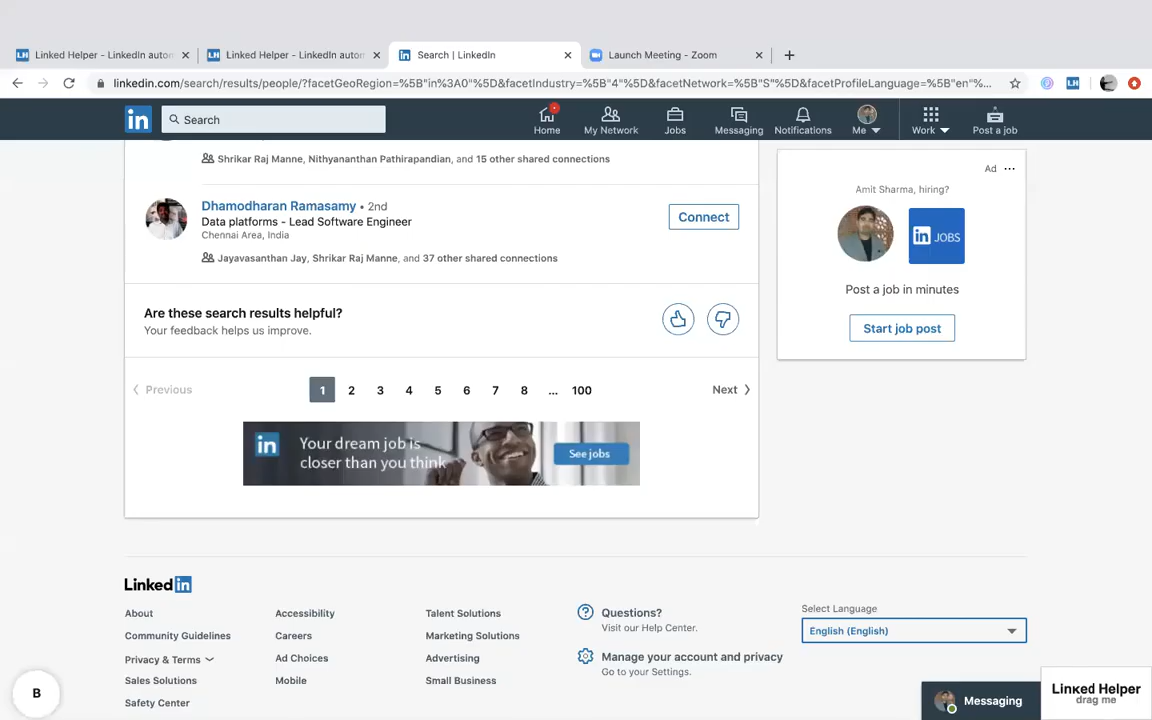 Linked Helper - LinkedIn autom
Linked Helper - LinkedIn autom
Search | LinkedIn
Launch Meeting - Zoom
linkedin.com/search/results/people/?facetGeoRegion=%5B"in%3A0"%5D&facetIndustry=%5B"4"%5D&facetNetwork=%5B"S"%5D&facetProfileLanguage=%5B"en"%...
Search
Home
My Network
Jobs
Messaging
Notifications
Me
Work
Post a job
Shrikar Raj Manne, Nithyananthan Pathirapandian, and 15 other shared connections
Dhamodharan Ramasamy • 2nd
Data platforms - Lead Software Engineer
Chennai Area, India
Connect
Jayavasanthan Jay, Shrikar Raj Manne, and 37 other shared connections
Are these search results helpful?
Your feedback helps us improve.
Previous 1 2 3 4 5 6 7 8 ... 100 Next
in
Your dream job is
closer than you think
See jobs
Ad
Amit Sharma, hiring?
in JOBS
Post a job in minutes
Start job post
Linked in
About
Community Guidelines
Privacy & Terms
Sales Solutions
Safety Center
Accessibility
Careers
Ad Choices
Mobile
Talent Solutions
Marketing Solutions
Advertising
Small Business
Questions?
Visit our Help Center.
Manage your account and privacy
Go to your Settings.
Select Language
English (English)
B
Messaging
Linked Helper
drag me